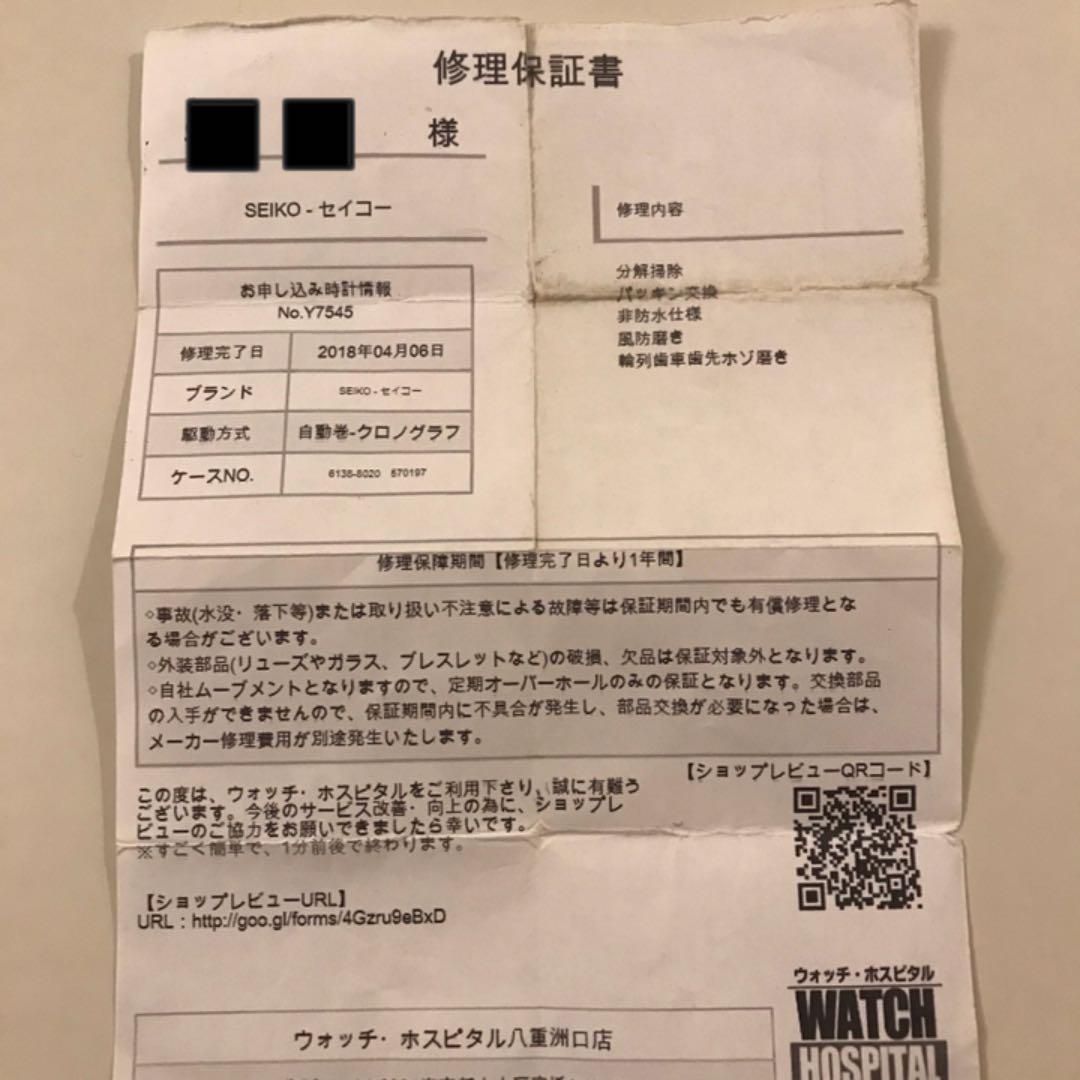 修理保証書
様
SEIKO - セイコー
修理内容
分解掃除
パッキン交換
非防水仕様
風防磨き
輪列歯車歯先ホゾ磨き
お申し込み時計情報
No.Y7545
修理完了日 2018年04月06日
ブランド SEIKO - セイコー
駆動方式 自動巻-クロノグラフ
ケースNO. 6138-8020 570197
修理保障期間【修理完了日より1年間】
◇事故(水没・落下等)または取り扱い不注意による故障等は保証期間内でも有償修理とな
る場合がございます。
◇外装部品(リューズやガラス、ブレスレットなど)の破損、欠品は保証対象外となります。
◇自社ムーブメントとなりますので、定期オーバーホールのみの保証となります。交換部品
の入手ができませんので、保証期間内に不具合が発生し、部品交換が必要になった場合は、
メーカー修理費用が別途発生いたします。
【ショップレビューQRコード】
この度は、ウォッチ・ホスピタルをご利用下さり、誠に有難う
ございます。今後のサービス改善・向上の為に、ショップレ
ビューのご協力をお願いできましたら幸いです。
※すごく簡単で、1分前後で終わります。
【ショップレビューURL】
URL：http://goo.gl/forms/4Gzru9eBxD
ウォッチ・ホスピタル
WATCH
HOSPITAL
ウォッチ・ホスピタル八重洲口店